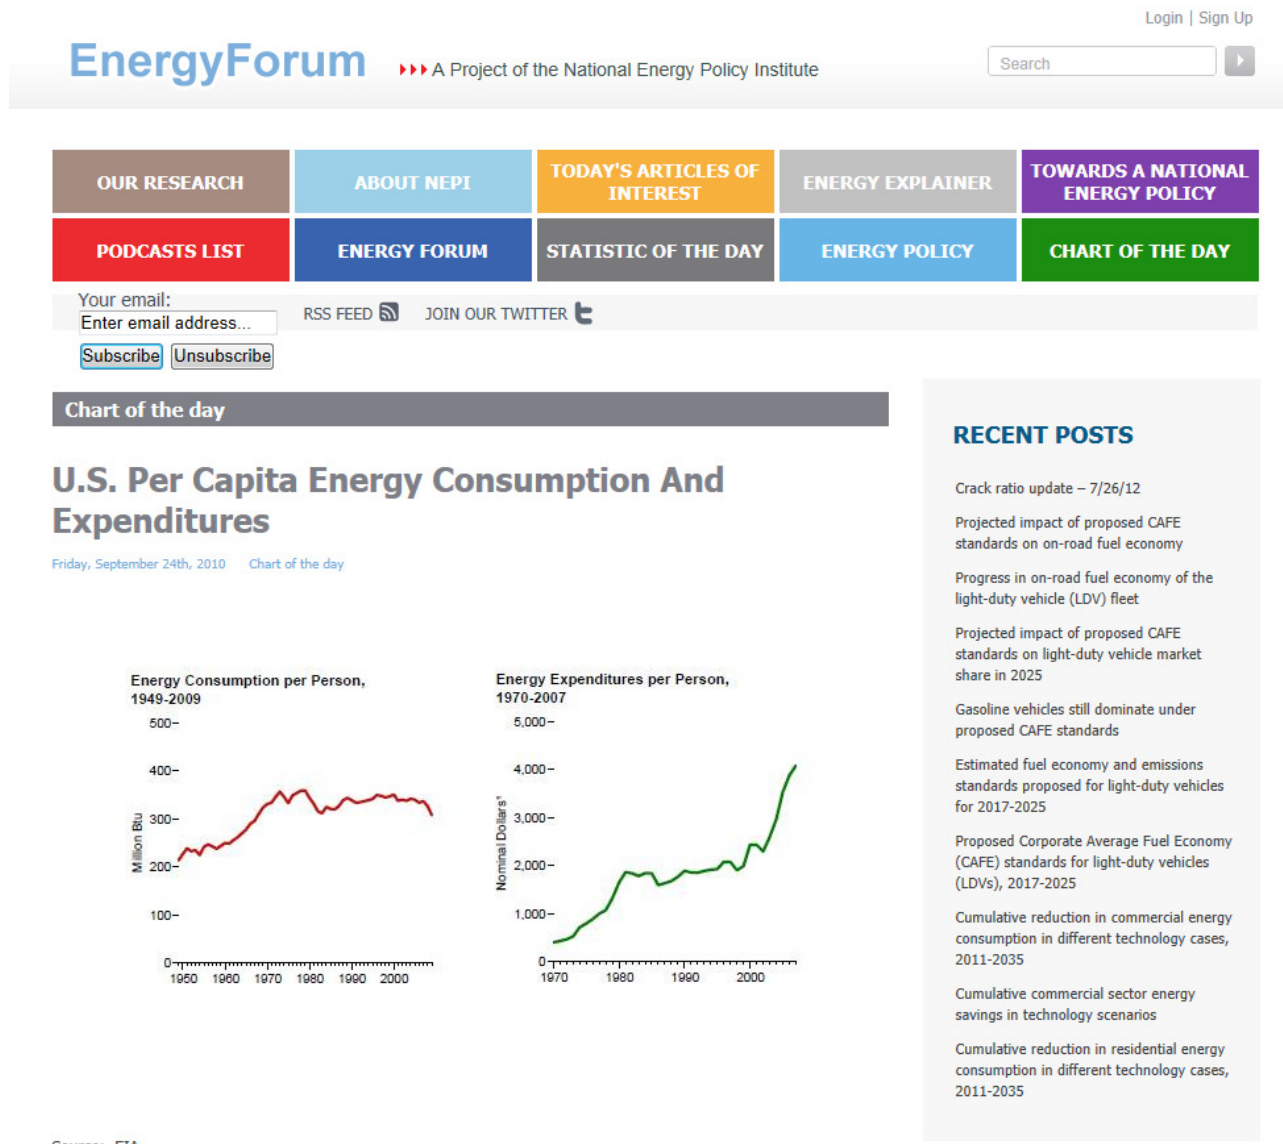 Login | Sign Up
EnergyForum
A Project of the National Energy Policy Institute
Search
OUR RESEARCH
ABOUT NEPI
TODAY'S ARTICLES OF
INTEREST
ENERGY EXPLAINER
TOWARDS A NATIONAL
ENERGY POLICY
PODCASTS LIST
ENERGY FORUM
STATISTIC OF THE DAY
ENERGY POLICY
CHART OF THE DAY
Your email:
Enter email address...
RSS FEED
JOIN OUR TWITTER
Subscribe
Unsubscribe
Chart of the day
U.S. Per Capita Energy Consumption And
Expenditures
Friday, September 24th, 2010
Chart of the day
Energy Consumption per Person,
1949-2009
500
400
300
200
100
0
Million Btu
1950 1960 1970 1980 1990 2000
Energy Expenditures per Person,
1970-2007
5,000
4,000
3,000
2,000
1,000
0
Nominal Dollars¹
1970 1980 1990 2000
RECENT POSTS
Crack ratio update – 7/26/12
Projected impact of proposed CAFE
standards on on-road fuel economy
Progress in on-road fuel economy of the
light-duty vehicle (LDV) fleet
Projected impact of proposed CAFE
standards on light-duty vehicle market
share in 2025
Gasoline vehicles still dominate under
proposed CAFE standards
Estimated fuel economy and emissions
standards proposed for light-duty vehicles
for 2017-2025
Proposed Corporate Average Fuel Economy
(CAFE) standards for light-duty vehicles
(LDVs), 2017-2025
Cumulative reduction in commercial energy
consumption in different technology cases,
2011-2035
Cumulative commercial sector energy
savings in technology scenarios
Cumulative reduction in residential energy
consumption in different technology cases,
2011-2035